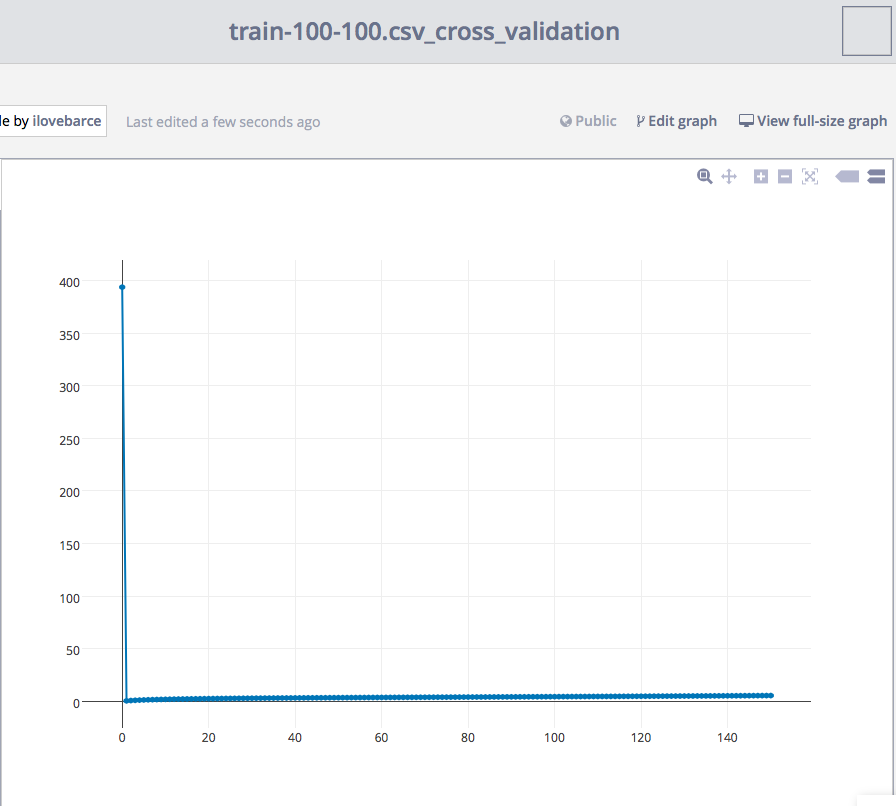 train-100-100.csv_cross_validation
by ilovebarce
Last edited a few seconds ago
Public
Edit graph
View full-size graph
400
350
300
250
200
150
100
50
0
0 20 40 60 80 100 120 140